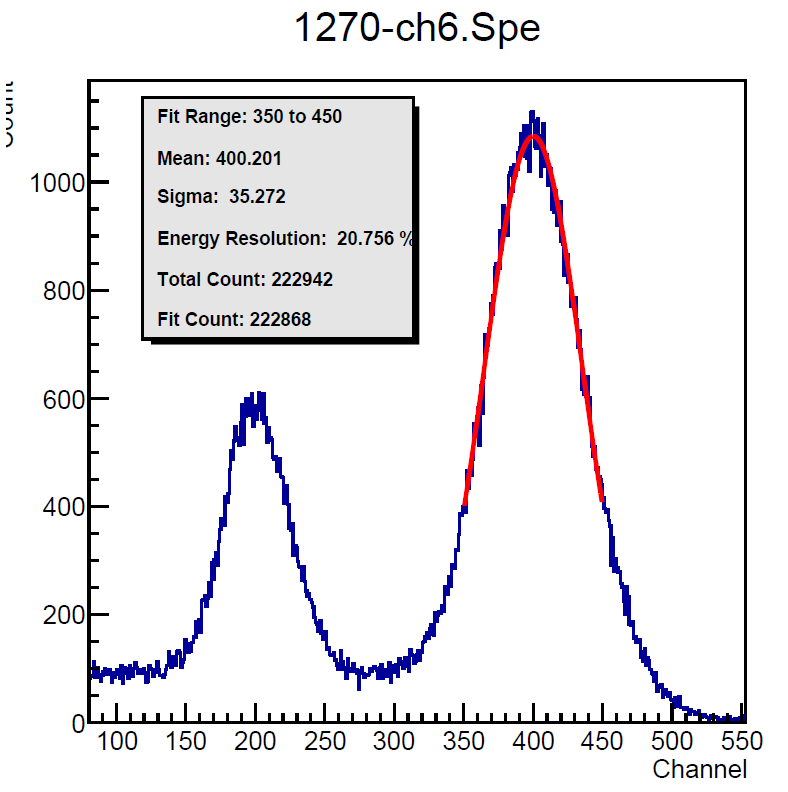 1270-ch6.Spe
Count
Fit Range: 350 to 450
Mean: 400.201
Sigma: 35.272
Energy Resolution: 20.756 %
Total Count: 222942
Fit Count: 222868
1000
800
600
400
200
0
100 150 200 250 300 350 400 450 500 550
Channel